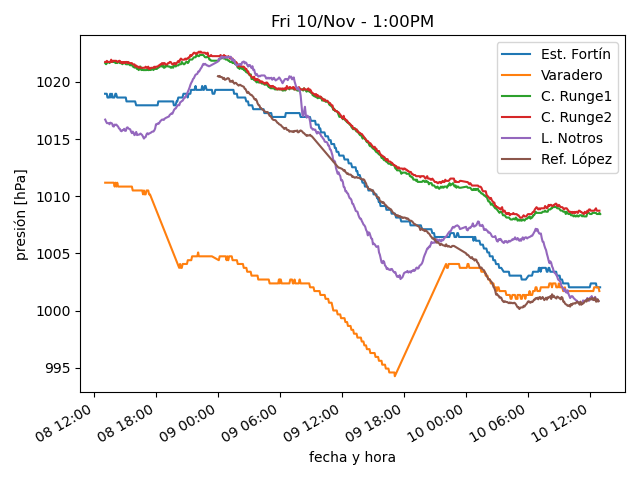 Fri 10/Nov - 1:00PM
Est. Fortín
Varadero
C. Runge1
C. Runge2
L. Notros
Ref. López
presión [hPa]
1020
1015
1010
1005
1000
995
08 12:00
08 18:00
09 00:00
09 06:00
09 12:00
09 18:00
10 00:00
10 06:00
10 12:00
fecha y hora